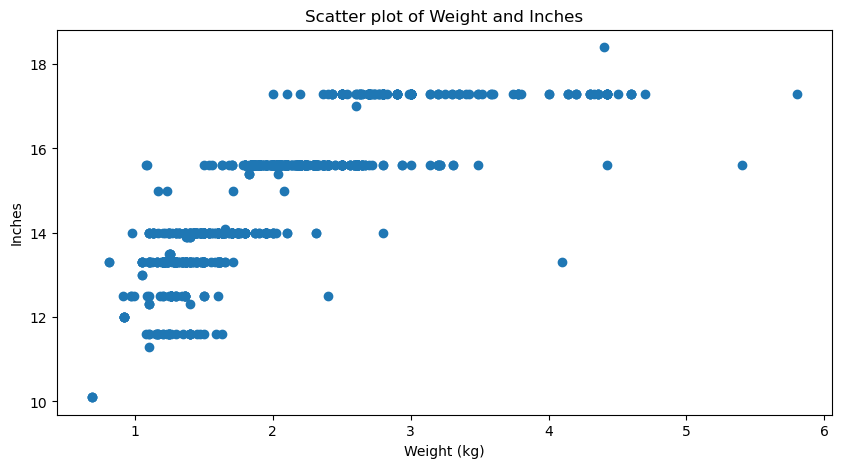 Scatter plot of Weight and Inches
18
16
14
12
10
Inches
1 2 3 4 5 6
Weight (kg)